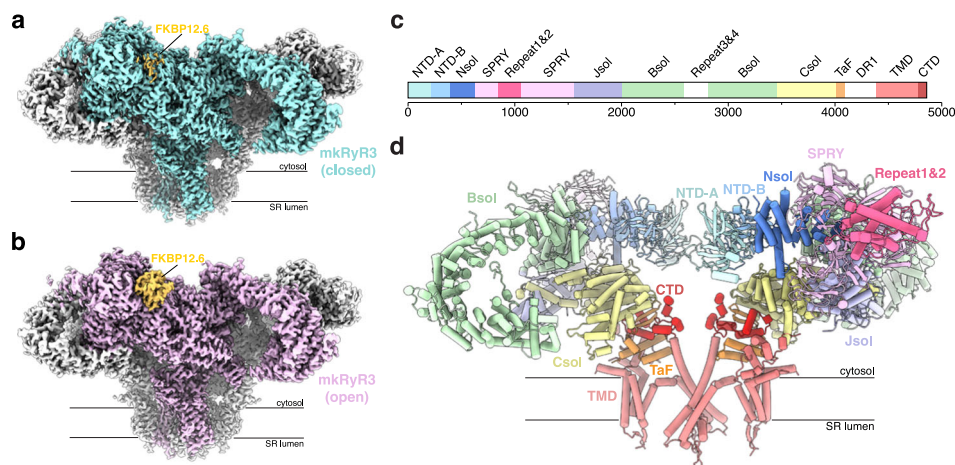 a
FKBP12.6
mkRyR3
(closed)
cytosol
SR lumen
b
FKBP12.6
mkRyR3
(open)
cytosol
SR lumen
c
NTD-A
NTD-B
Nsol
SPRY
Repeat1&2
SPRY
Jsol
Bsol
Repeat3&4
Bsol
Csol
TaF
DR1
TMD
CTD
0
1000
2000
3000
4000
5000
d
SPRY
Nsol
Repeat1&2
NTD-A
NTD-B
Bsol
CTD
Csol
TaF
Jsol
TMD
cytosol
SR lumen